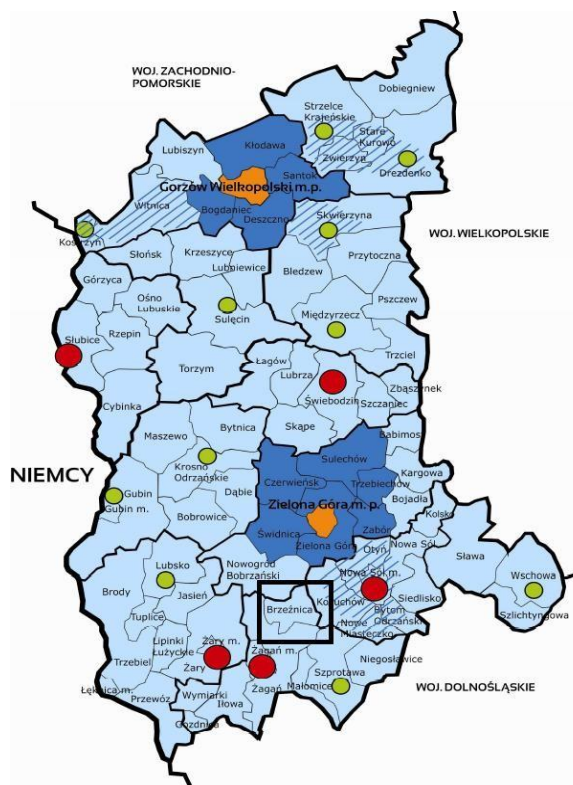 WOJ. ZACHODNIO-
POMORSKIE
Dobiegniew
Strzelce
Krajeńskie
Stare
Kurowo
Zwierzyn
Drezdenko
Kłodawa
Lubiszyn
Santok
Gorzów Wielkopolski m.p.
Witnica
Bogdaniec
Deszczno
Skwierzyna
Kostrzyn
WOJ. WIELKOPOLSKIE
Słońsk
Krzeszyce
Lubniewice
Bledzew
Przytoczna
Górzyca
Ośno
Lubuskie
Sulęcin
Pszczew
Międzyrzecz
Słubice
Rzepin
Trzciel
Torzym
Łagów
Lubrza
Zbąszynek
Świebodzin
Szczaniec
Cybinka
Skąpe
Babimost
Maszewo
Bytnica
NIEMCY
Krosno
Odrzańskie
Sulechów
Kargowa
Czerwieńsk
Trzebiechów
Dąbie
Bojadła
Gubin
Gubin m.
Zielona Góra m. p.
Kolsko
Bobrowice
Zabór
Świdnica
Zielona Góra
Otyń
Nowa Sól
Sława
Nowogród
Bobrzański
Lubsko
Nowa Sól m.
Wschowa
Brody
Jasień
Siedlisko
Brzeźnica
Kożuchów
Bytom
Odrzański
Szlichtyngowa
Tuplice
Nowe
Miasteczko
Lipinki
Łużyckie
Żary m.
Żagań m.
Niegosławice
Trzebiel
Żary
Szprotawa
WOJ. DOLNOŚLĄSKIE
Łęknica m.
Przewóz
Wymiarki
Żagań
Małomice
Iłowa
Gozdnica